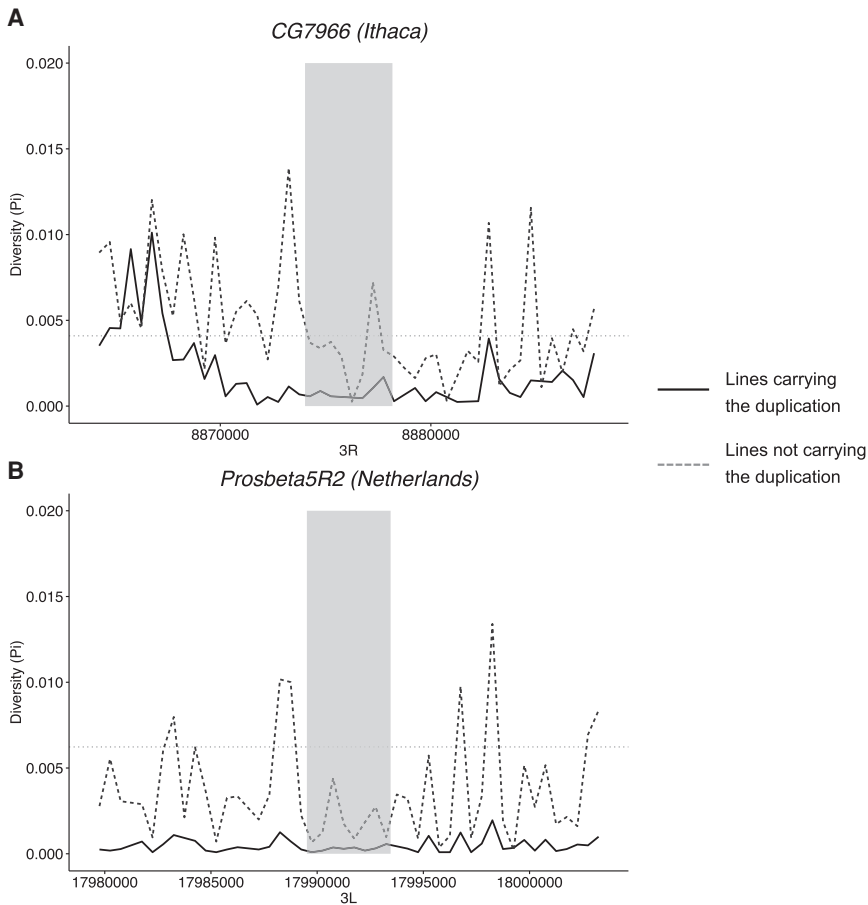 A
CG7966 (Ithaca)
0.020
0.015
0.010
0.005
0.000
Diversity (Pi)
8870000
8880000
3R
Lines carrying
the duplication
Lines not carrying
the duplication
B
Prosbeta5R2 (Netherlands)
0.020
0.015
0.010
0.005
0.000
Diversity (Pi)
17980000
17985000
17990000
17995000
18000000
3L